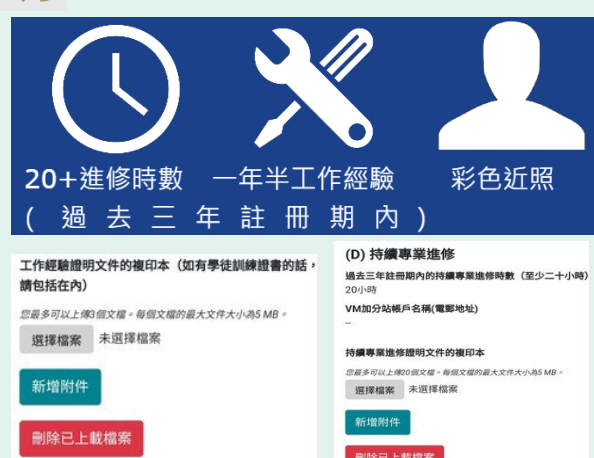 20+進修時數 一年半工作經驗 彩色近照
(過去三年註冊期內)
工作經驗證明文件的複印本（如有學徒訓練證書的話，
請包括在內）
您最多可以上傳3個文檔。每個文檔的最大文件大小為5 MB。
選擇檔案 未選擇檔案
新增附件
刪除已上載檔案
(D) 持續專業進修
過去三年註冊期內的持續專業進修時數（至少二十小時）
20小時
VM加分站帳戶名稱(電郵地址)
--
持續專業進修證明文件的複印本
您最多可以上傳20個文檔。每個文檔的最大文件大小為5 MB。
選擇檔案 未選擇檔案
新增附件
刪除已上載檔案